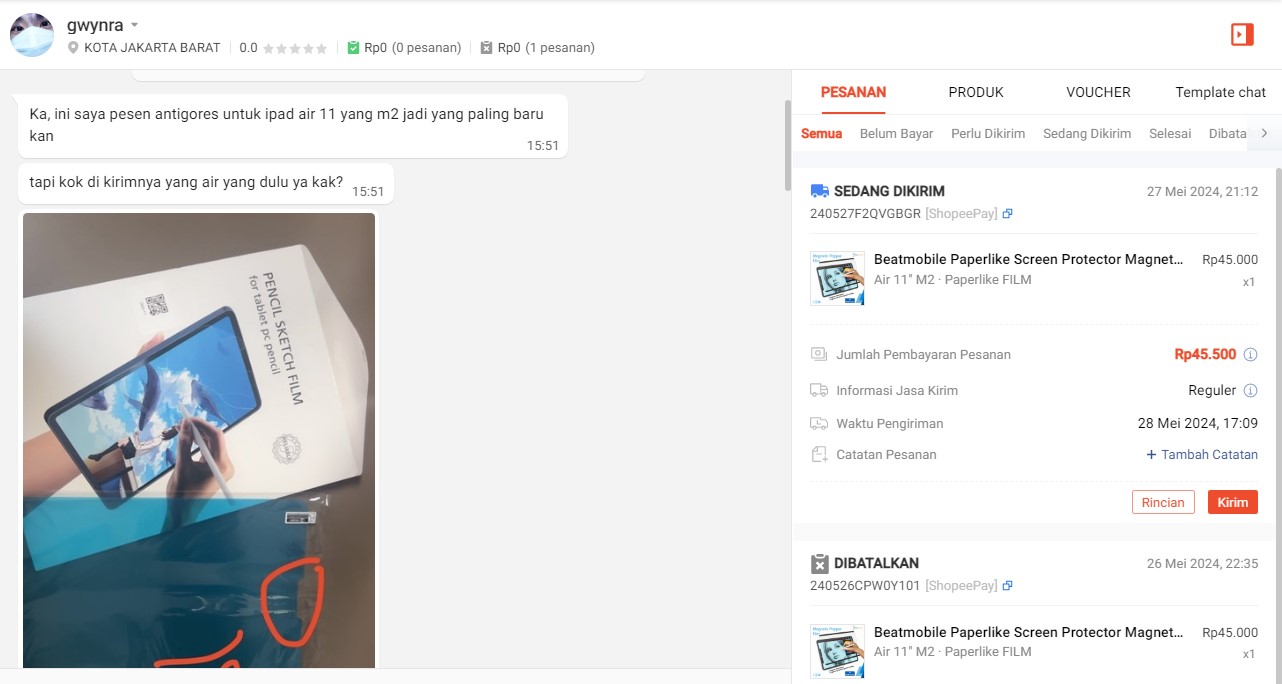 gwynra
KOTA JAKARTA BARAT
0.0
Rp0 (0 pesanan)
Rp0 (1 pesanan)
Ka, ini saya pesen antigores untuk ipad air 11 yang m2 jadi yang paling baru
kan
15:51
tapi kok di kirimnya yang air yang dulu ya kak?
15:51
PENCIL SKETCH FILM
for tablet pc pencil
PESANAN
PRODUK
VOUCHER
Template chat
Semua
Belum Bayar
Perlu Dikirim
Sedang Dikirim
Selesai
Dibata
SEDANG DIKIRIM
27 Mei 2024, 21:12
240527F2QVGBGR [ShopeePay]
Beatmobile Paperlike Screen Protector Magnet...
Rp45.000
Air 11" M2 · Paperlike FILM
x1
Jumlah Pembayaran Pesanan
Rp45.500
Informasi Jasa Kirim
Reguler
Waktu Pengiriman
28 Mei 2024, 17:09
Catatan Pesanan
+ Tambah Catatan
Rincian
Kirim
DIBATALKAN
26 Mei 2024, 22:35
240526CPW0Y101 [ShopeePay]
Beatmobile Paperlike Screen Protector Magnet...
Rp45.000
Air 11" M2 · Paperlike FILM
x1